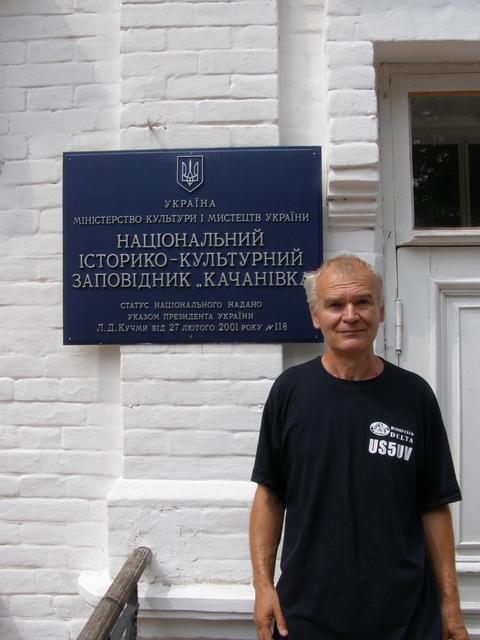 УКРАЇНА
МІНІСТЕРСТВО КУЛЬТУРИ І МИСТЕЦТВ УКРАЇНИ
НАЦІОНАЛЬНИЙ
ІСТОРИКО-КУЛЬТУРНИЙ
ЗАПОВІДНИК „КАЧАНІВКА
СТАТУС НАЦІОНАЛЬНОГО НАДАНО
УКАЗОМ ПРЕЗИДЕНТА УКРАЇНИ
Л.Д.КУЧМИ ВІД 27 ЛЮТОГО 2001 РОКУ №118
DELTA
US5UV